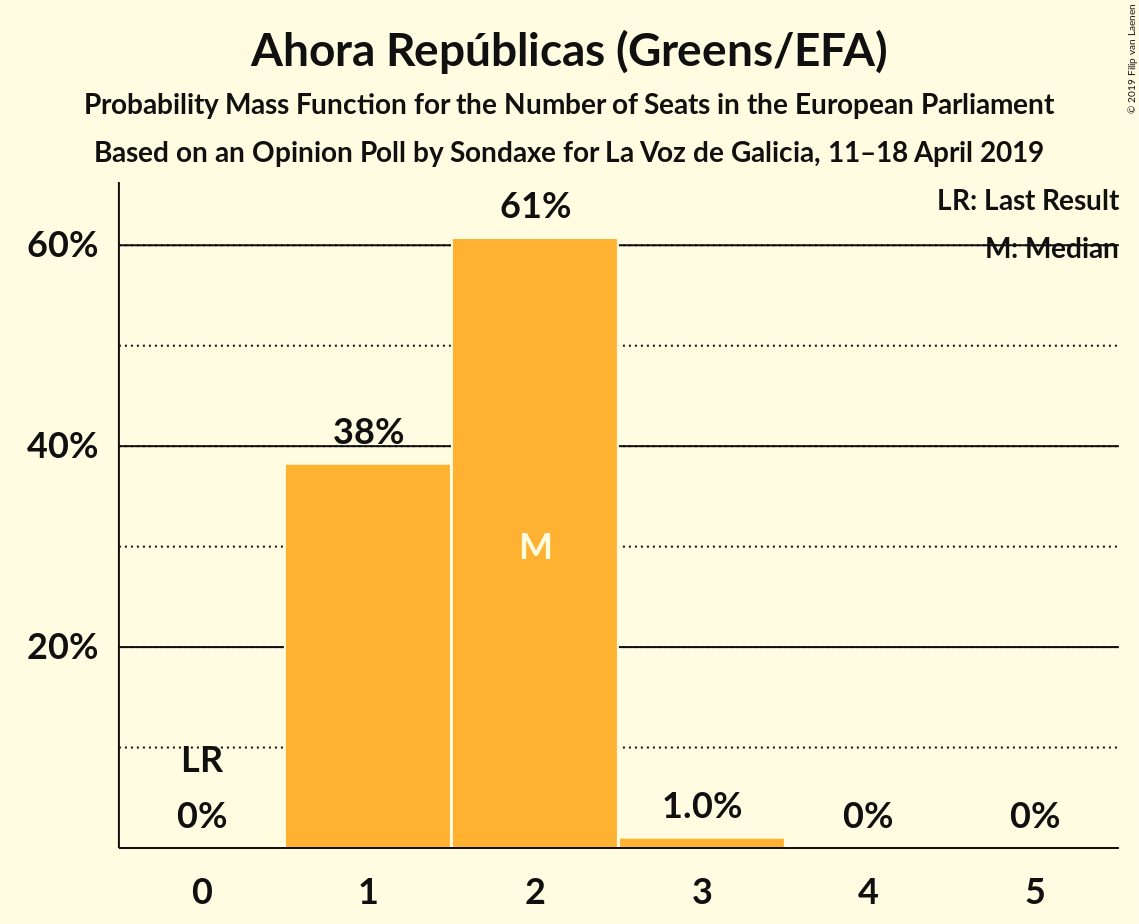 Ahora Repúblicas (Greens/EFA)
Probability Mass Function for the Number of Seats in the European Parliament
Based on an Opinion Poll by Sondaxe for La Voz de Galicia, 11–18 April 2019
© 2019 Filip van Laenen
LR: Last Result
M: Median
61%
60%
38%
40%
M
20%
LR
0%
1.0%
0%
0%
0 1 2 3 4 5